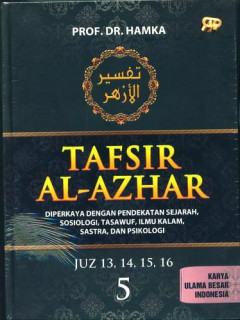 PROF. DR. HAMKA
تفسير
الأزهر
TAFSIR
AL-AZHAR
DIPERKAYA DENGAN PENDEKATAN SEJARAH,
SOSIOLOGI, TASAWUF, ILMU KALAM,
SASTRA, DAN PSIKOLOGI
JUZ 13, 14, 15, 16
5
KARYA
ULAMA BESAR
INDONESIA